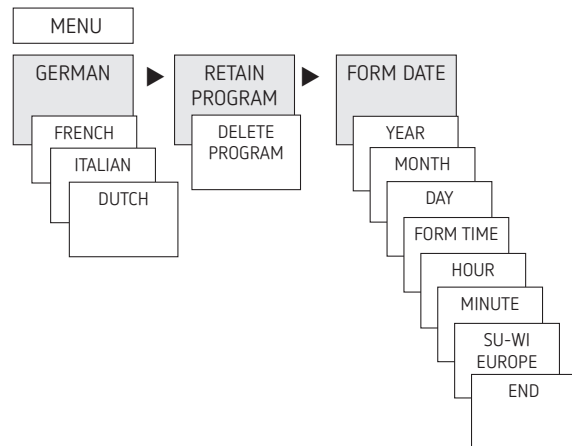 MENU
GERMAN
FRENCH
ITALIAN
DUTCH
RETAIN
PROGRAM
DELETE
PROGRAM
FORM DATE
YEAR
MONTH
DAY
FORM TIME
HOUR
MINUTE
SU-WI
EUROPE
END